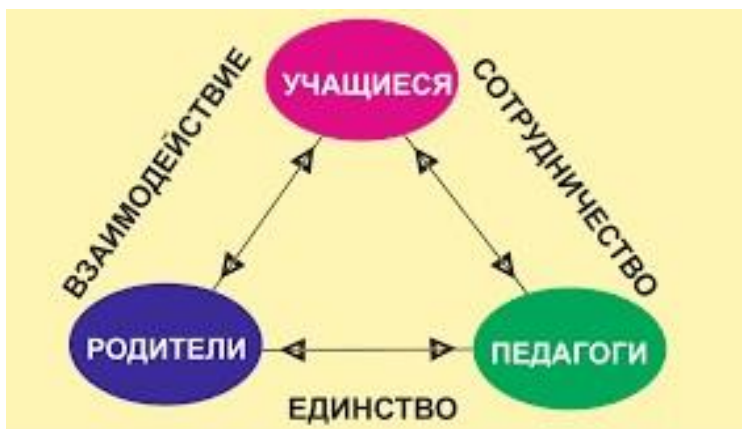 УЧАЩИЕСЯ
ВЗАИМОДЕЙСТВИЕ
СОТРУДНИЧЕСТВО
РОДИТЕЛИ
ПЕДАГОГИ
ЕДИНСТВО